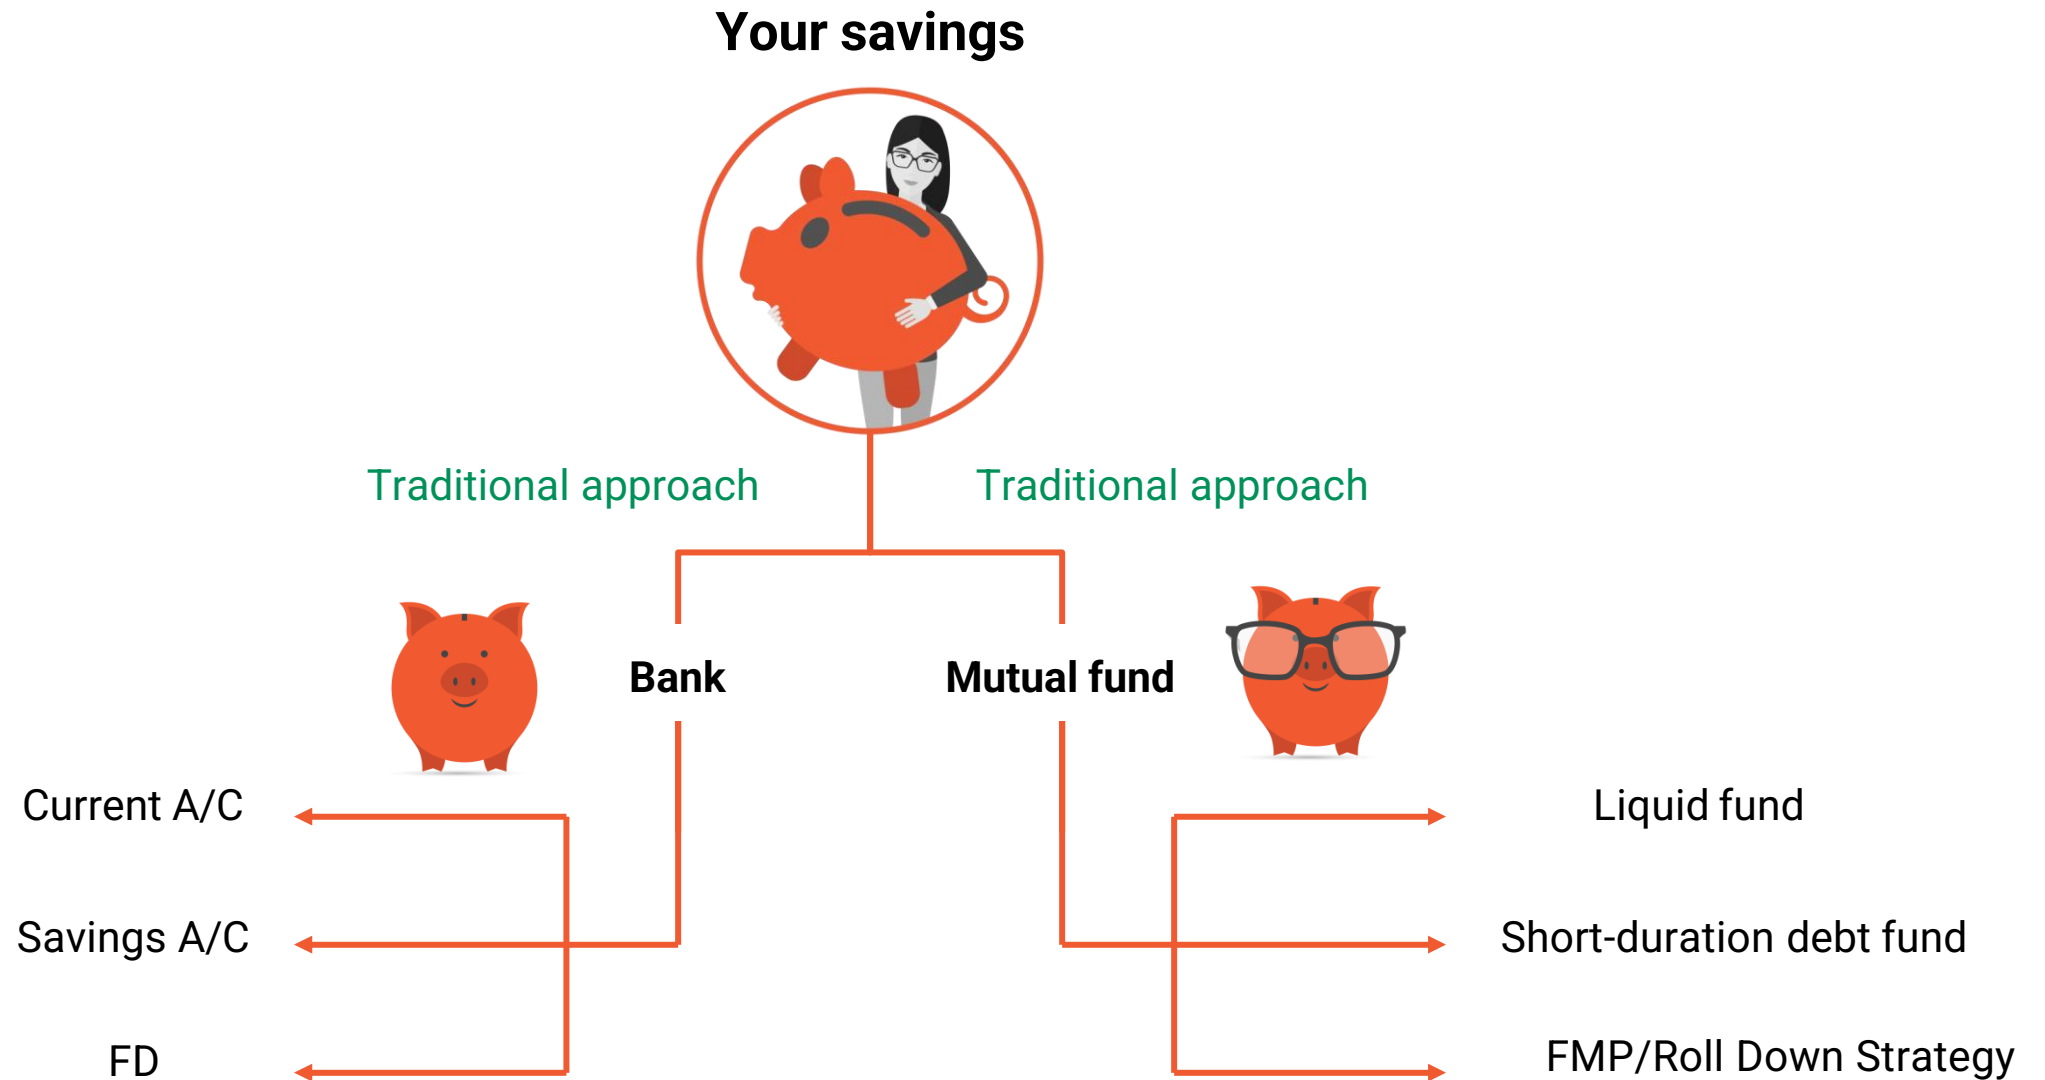 Your savings
Traditional approach
Traditional approach
Bank
Mutual fund
Current A/C
Liquid fund
Savings A/C
Short-duration debt fund
FD
FMP/Roll Down Strategy